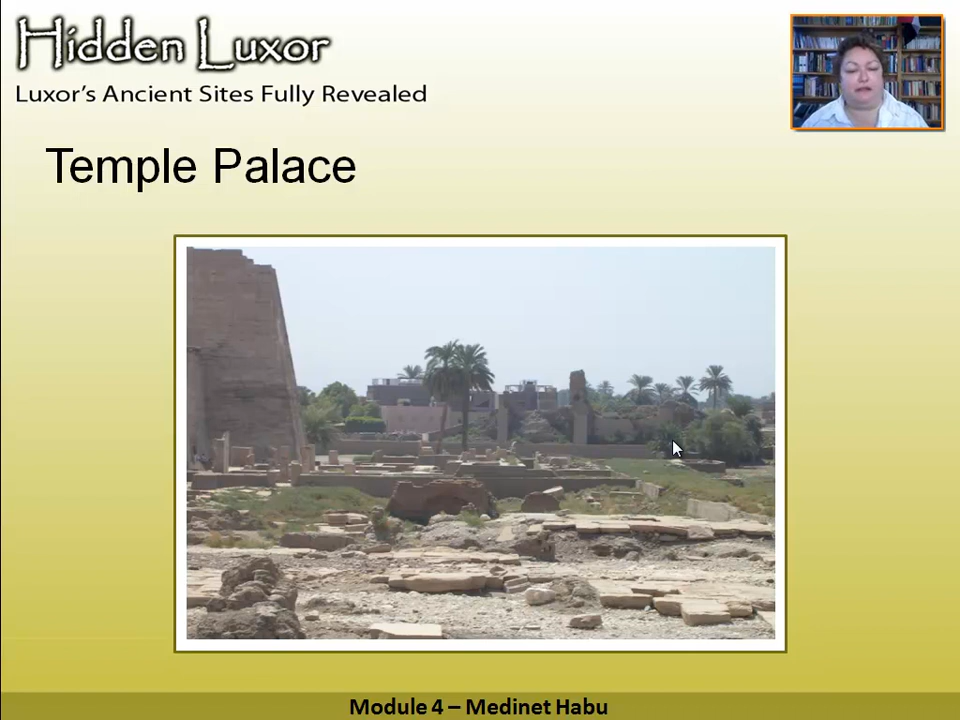 Hidden Luxor
Luxor's Ancient Sites Fully Revealed
Temple Palace
Module 4 – Medinet Habu